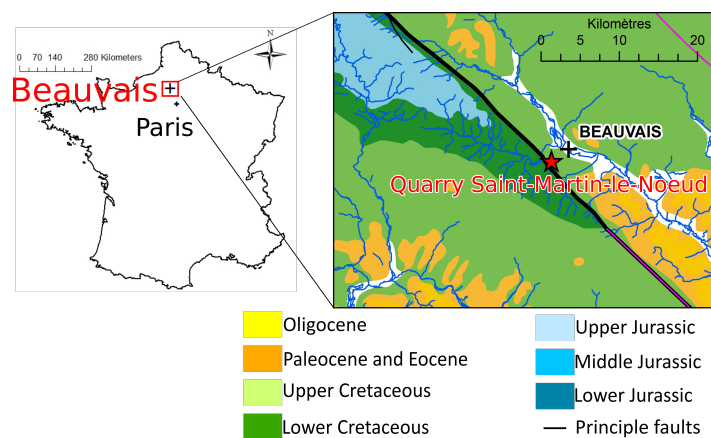 N
0 70 140 280 Kilometers
Beauvais
Paris
Kilomètres
0 5 10 20
BEAUVAIS
Quarry Saint-Martin-le-Noeud
Oligocene
Paleocene and Eocene
Upper Cretaceous
Lower Cretaceous
Upper Jurassic
Middle Jurassic
Lower Jurassic
Principle faults